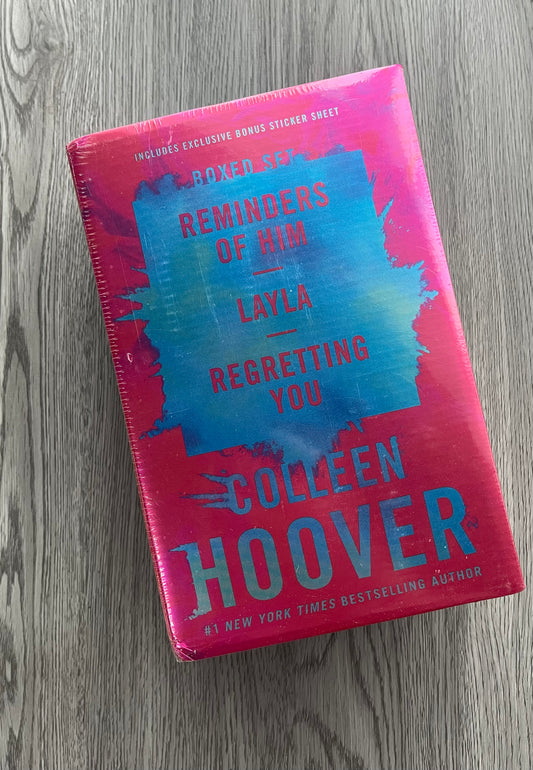 INCLUDES EXCLUSIVE BONUS STICKER SHEET
BOXED SET
REMINDERS
OF HIM
LAYLA
REGRETTING
YOU
COLLEEN
HOOVER
#1 NEW YORK TIMES BESTSELLING AUTHOR